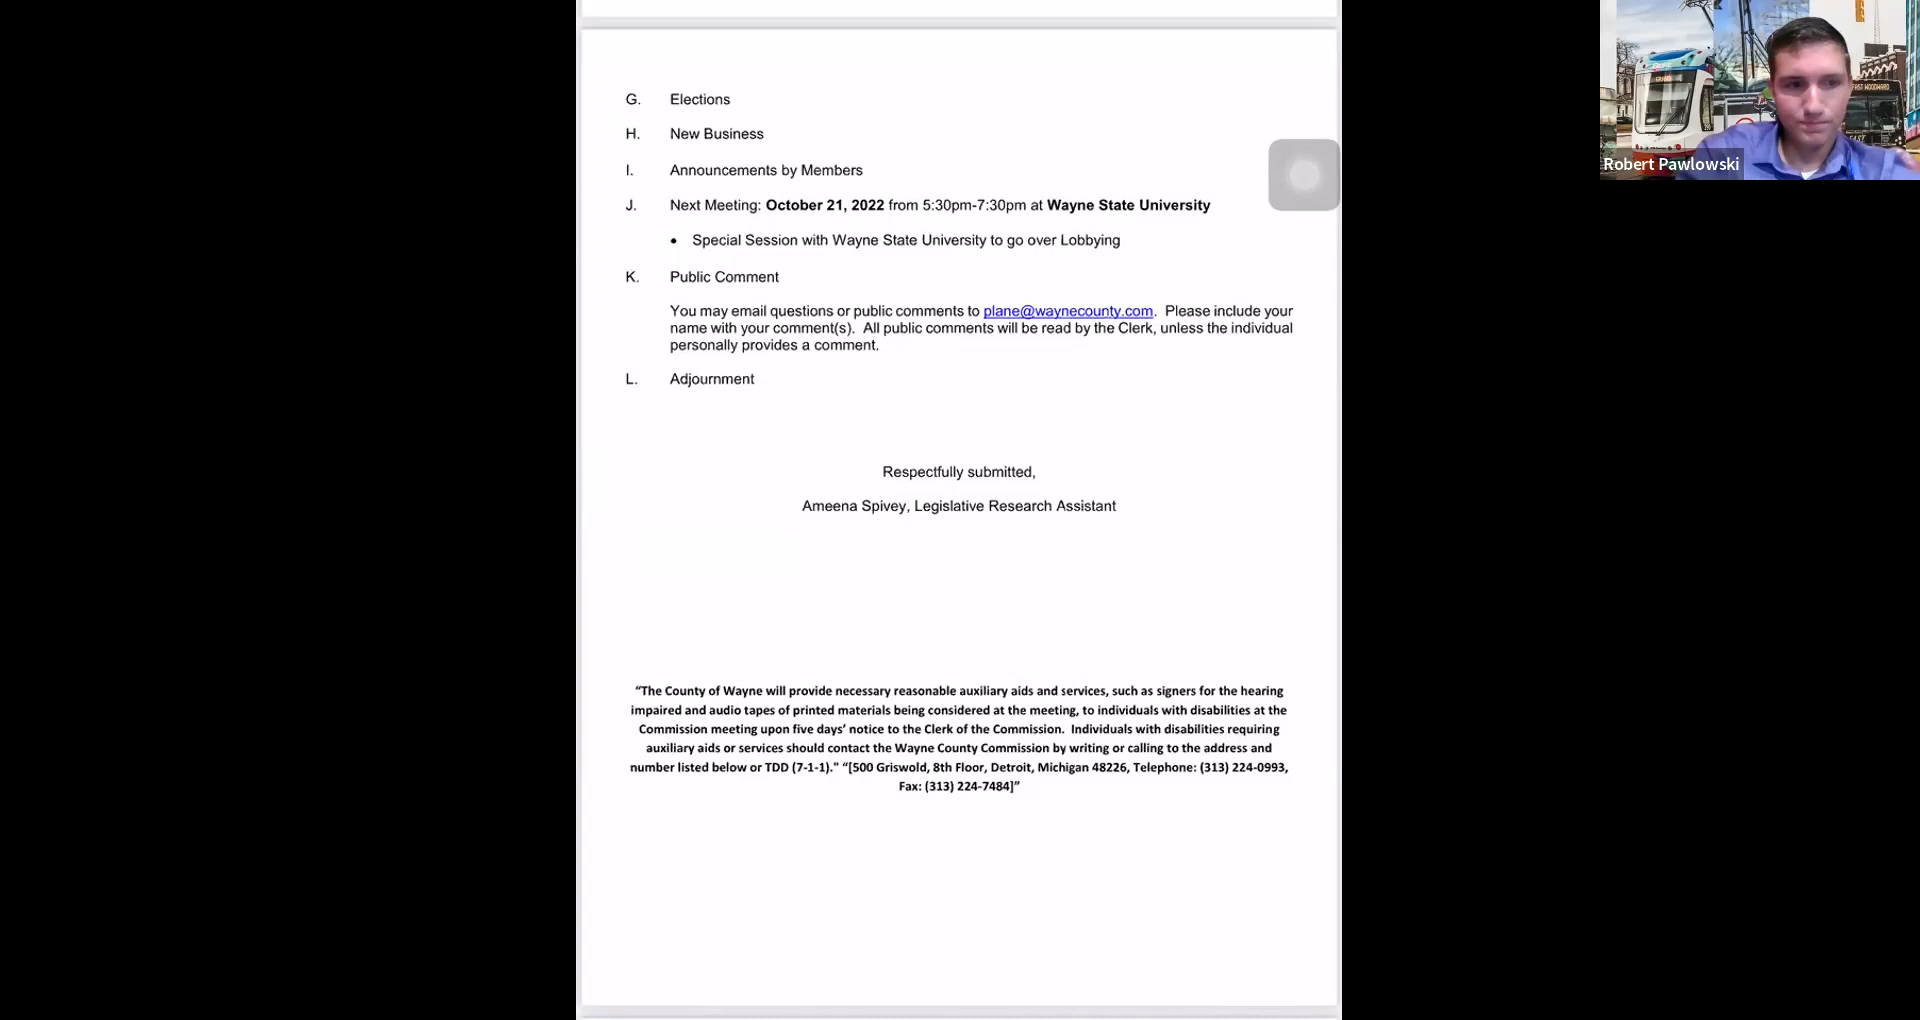 G. Elections
H. New Business
I. Announcements by Members
J. Next Meeting: October 21, 2022 from 5:30pm-7:30pm at Wayne State University
• Special Session with Wayne State University to go over Lobbying
K. Public Comment
You may email questions or public comments to plane@waynecounty.com. Please include your
name with your comment(s). All public comments will be read by the Clerk, unless the individual
personally provides a comment.
L. Adjournment
Respectfully submitted,
Ameena Spivey, Legislative Research Assistant
“The County of Wayne will provide necessary reasonable auxiliary aids and services, such as signers for the hearing
impaired and audio tapes of printed materials being considered at the meeting, to individuals with disabilities at the
Commission meeting upon five days’ notice to the Clerk of the Commission. Individuals with disabilities requiring
auxiliary aids or services should contact the Wayne County Commission by writing or calling to the address and
number listed below or TDD (7-1-1)." “[500 Griswold, 8th Floor, Detroit, Michigan 48226, Telephone: (313) 224-0993,
Fax: (313) 224-7484]”
FAST WOODWARD
FAST
Robert Pawlowski